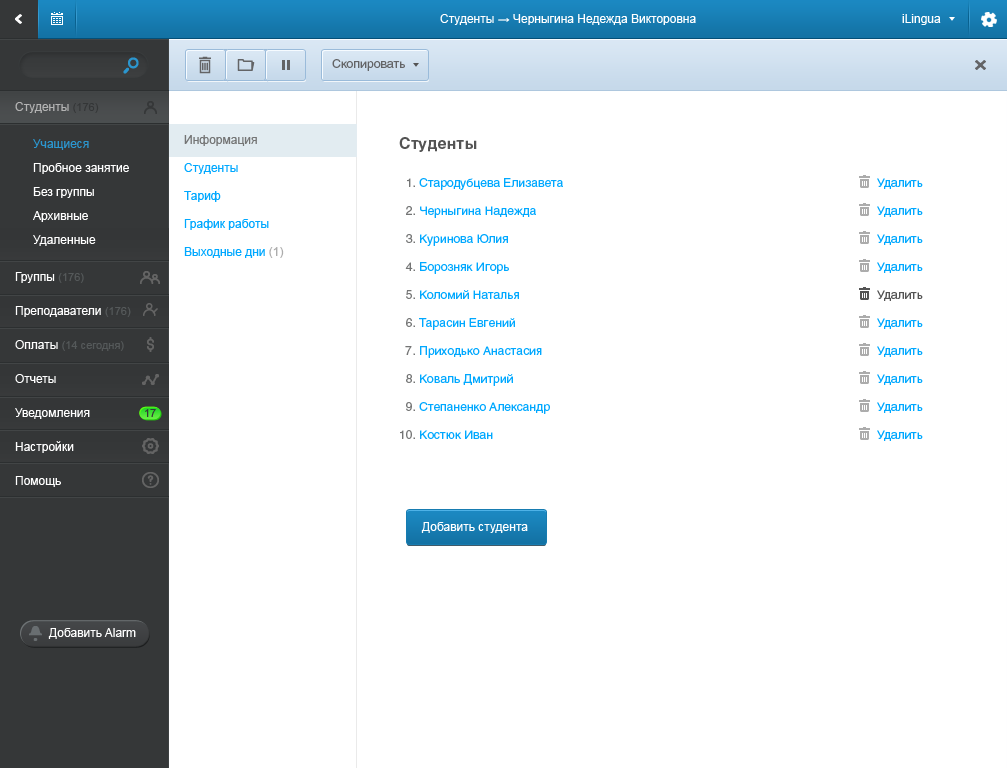 Студенты → Черныгина Надежда Викторовна
iLingua
Скопировать
Студенты (176)
Учащиеся
Пробное занятие
Без группы
Архивные
Удаленные
Группы (176)
Преподаватели (176)
Оплаты (14 сегодня)
Отчеты
Уведомления 17
Настройки
Помощь
Добавить Alarm
Информация
Студенты
Тариф
График работы
Выходные дни (1)
Студенты
1. Стародубцева Елизавета Удалить
2. Черныгина Надежда Удалить
3. Куринова Юлия Удалить
4. Борозняк Игорь Удалить
5. Коломий Наталья Удалить
6. Тарасин Евгений Удалить
7. Приходько Анастасия Удалить
8. Коваль Дмитрий Удалить
9. Степаненко Александр Удалить
10. Костюк Иван Удалить
Добавить студента